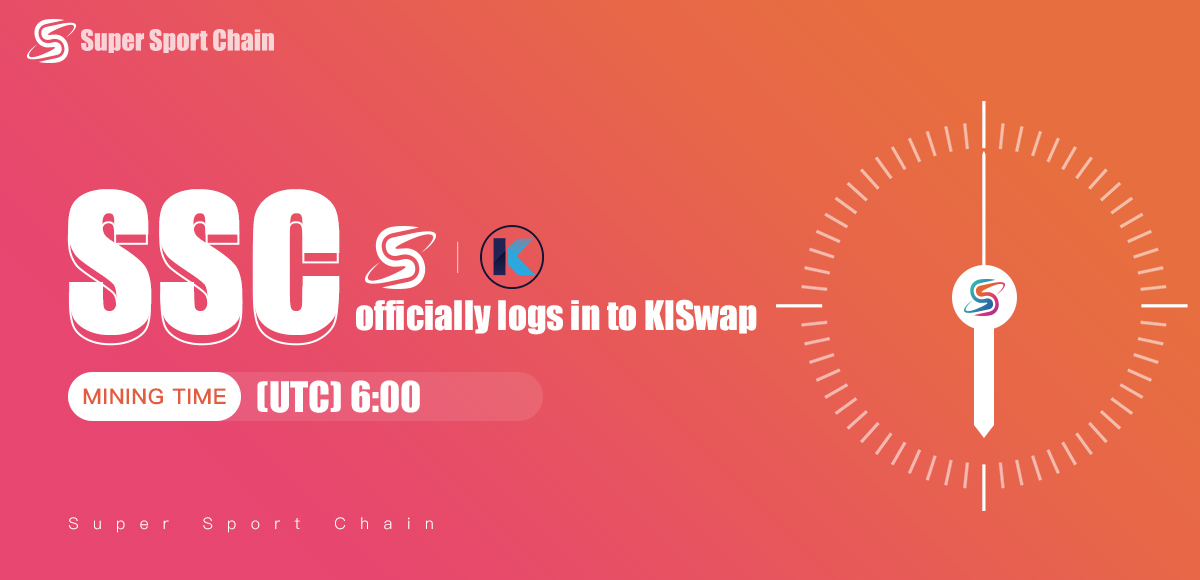 Super Sport Chain
SSC
officially logs in to KISwap
MINING TIME (UTC) 6:00
Super Sport Chain